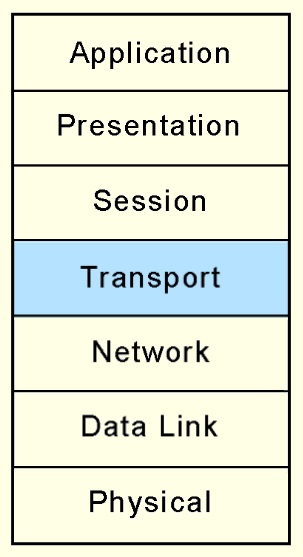 Application
Presentation
Session
Transport
Network
Data Link
Physical